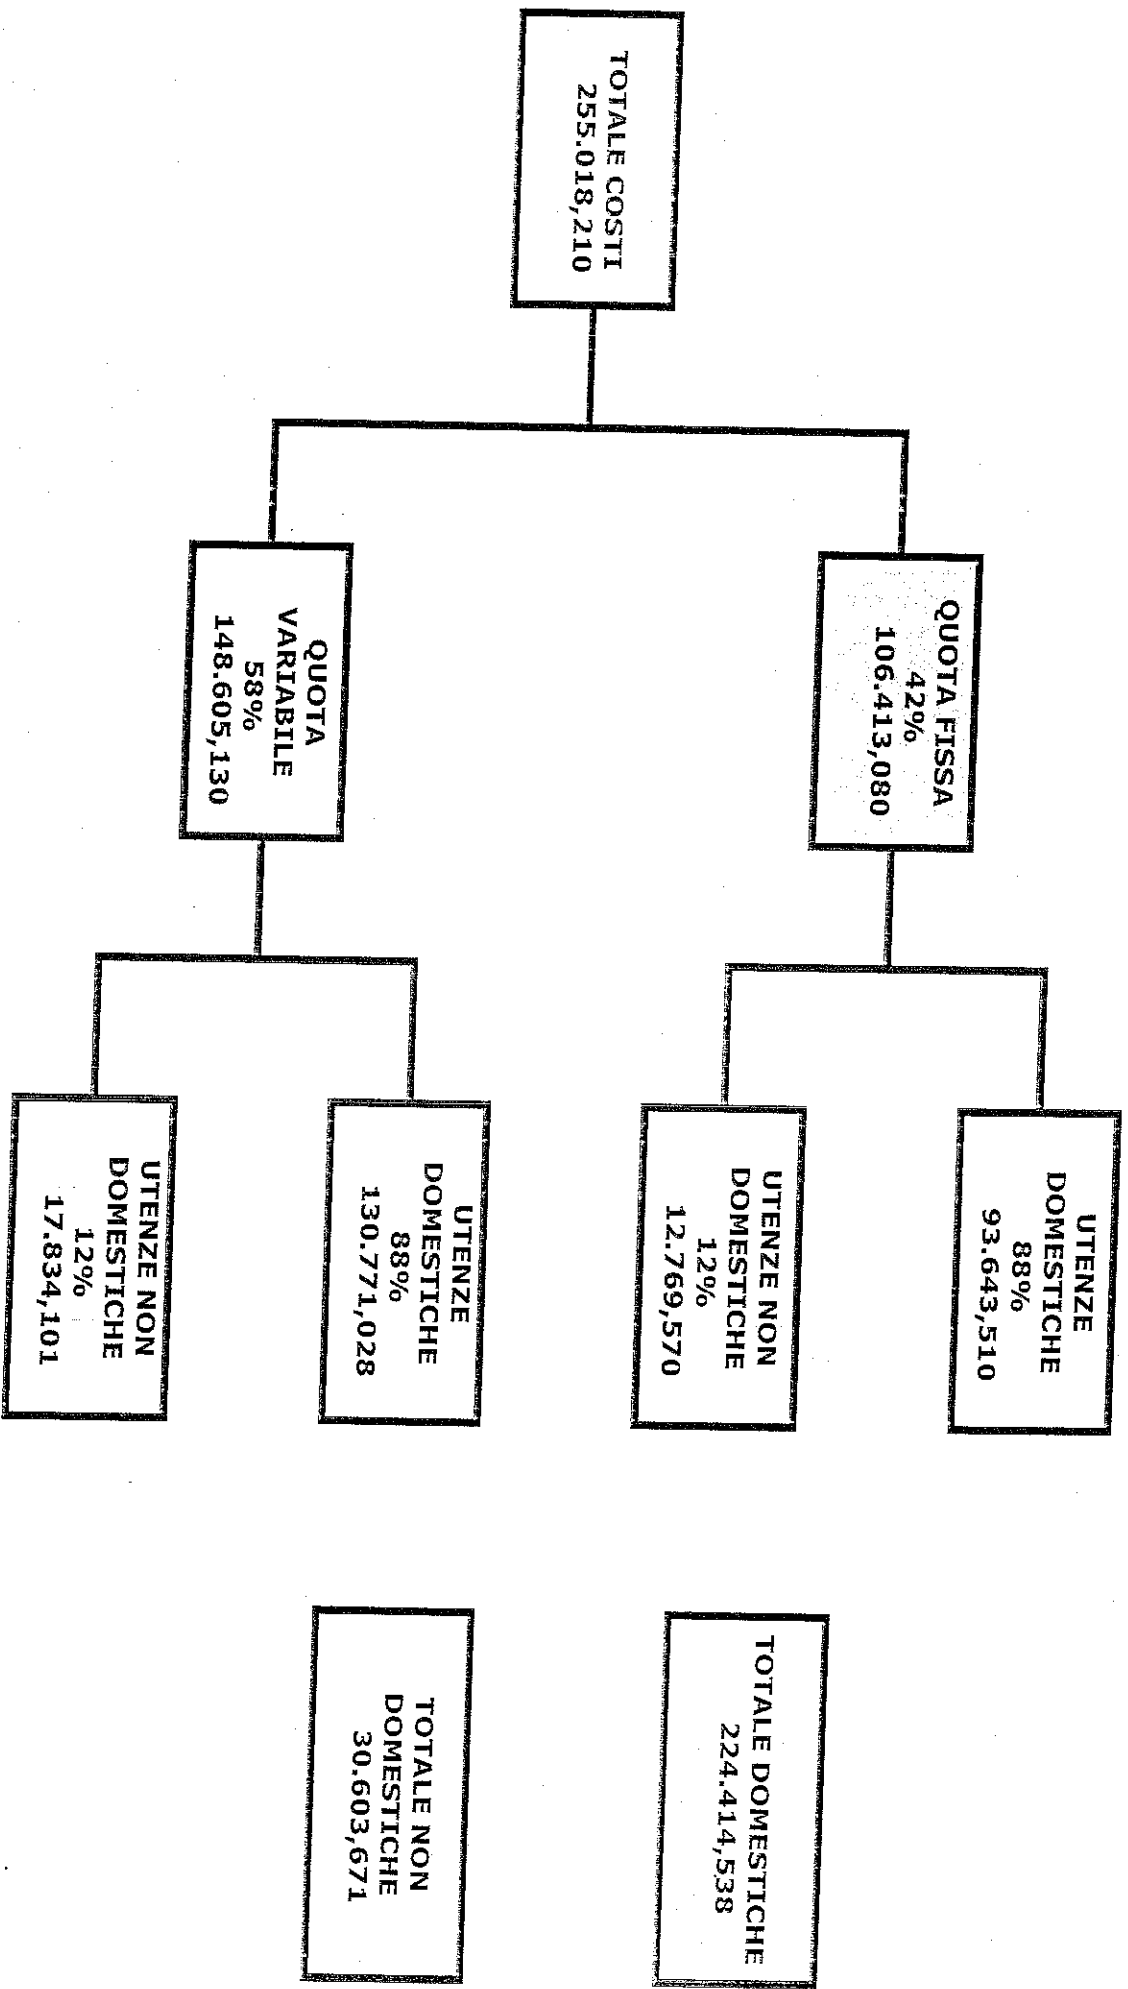 TOTALE COSTI
255.018,210
QUOTA FISSA
42%
106.413,080
QUOTA
VARIABILE
58%
148.605,130
UTENZE
DOMESTICHE
88%
93.643,510
UTENZE NON
DOMESTICHE
12%
12.769,570
UTENZE
DOMESTICHE
88%
130.771,028
UTENZE NON
DOMESTICHE
12%
17.834,101
TOTALE DOMESTICHE
224.414,538
TOTALE NON
DOMESTICHE
30.603,671